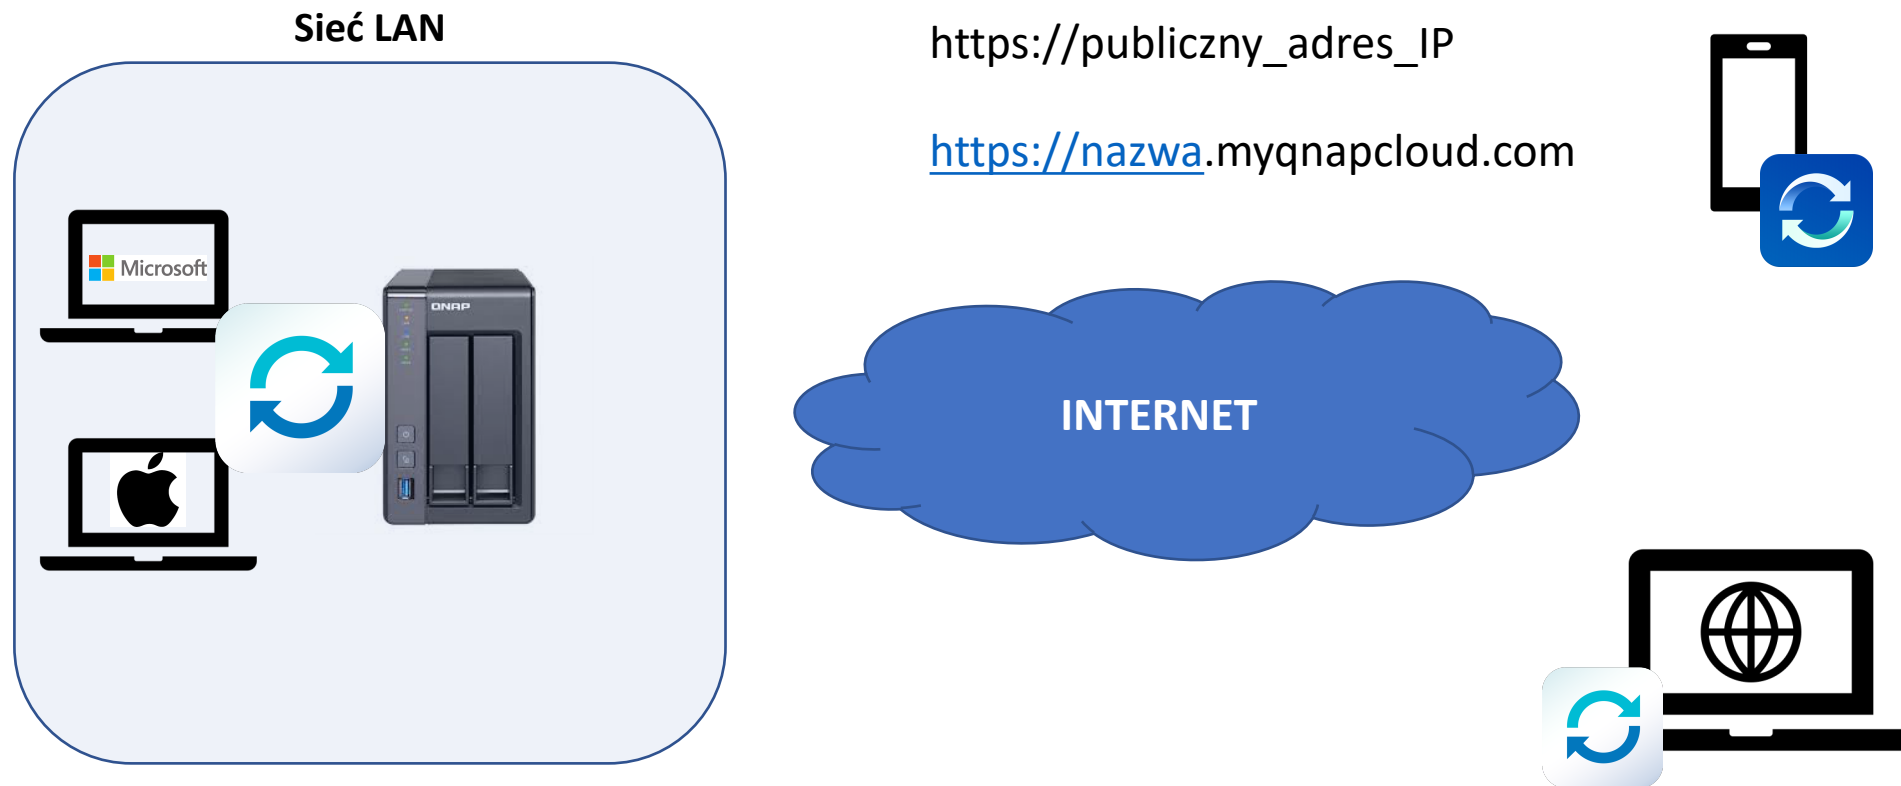 Sieć LAN
https://publiczny_adres_IP
https://nazwa.myqnapcloud.com
Microsoft
QNAP
INTERNET